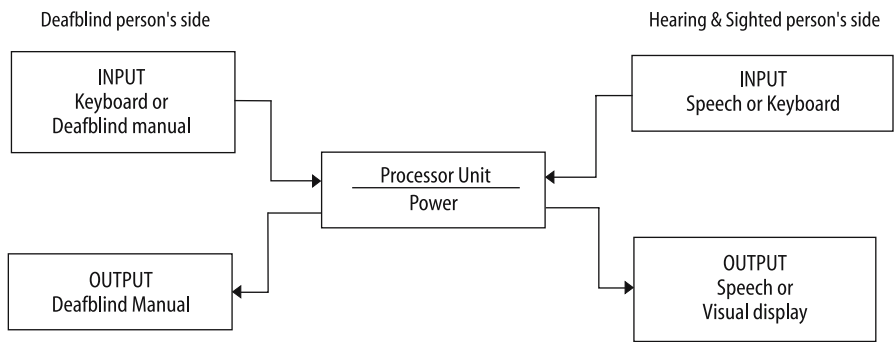 Deafblind person's side
Hearing & Sighted person's side
INPUT
Keyboard or
Deafblind manual
INPUT
Speech or Keyboard
Processor Unit
Power
OUTPUT
Deafblind Manual
OUTPUT
Speech or
Visual display